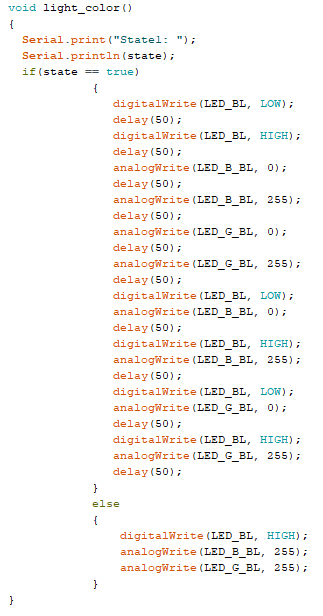 void light_color()
{
  Serial.print("State1: ");
  Serial.println(state);
  if(state == true)
            {
               digitalWrite(LED_BL, LOW);
               delay(50);
               digitalWrite(LED_BL, HIGH);
               delay(50);
               analogWrite(LED_B_BL, 0);
               delay(50);
               analogWrite(LED_B_BL, 255);
               delay(50);
               analogWrite(LED_G_BL, 0);
               delay(50);
               analogWrite(LED_G_BL, 255);
               delay(50);
               digitalWrite(LED_BL, LOW);
               analogWrite(LED_B_BL, 0);
               delay(50);
               digitalWrite(LED_BL, HIGH);
               analogWrite(LED_B_BL, 255);
               delay(50);
               digitalWrite(LED_BL, LOW);
               analogWrite(LED_G_BL, 0);
               delay(50);
               digitalWrite(LED_BL, HIGH);
               analogWrite(LED_G_BL, 255);
               delay(50);
            }
            else
            {
                digitalWrite(LED_BL, HIGH);
                analogWrite(LED_B_BL, 255);
                analogWrite(LED_G_BL, 255);
            }
}